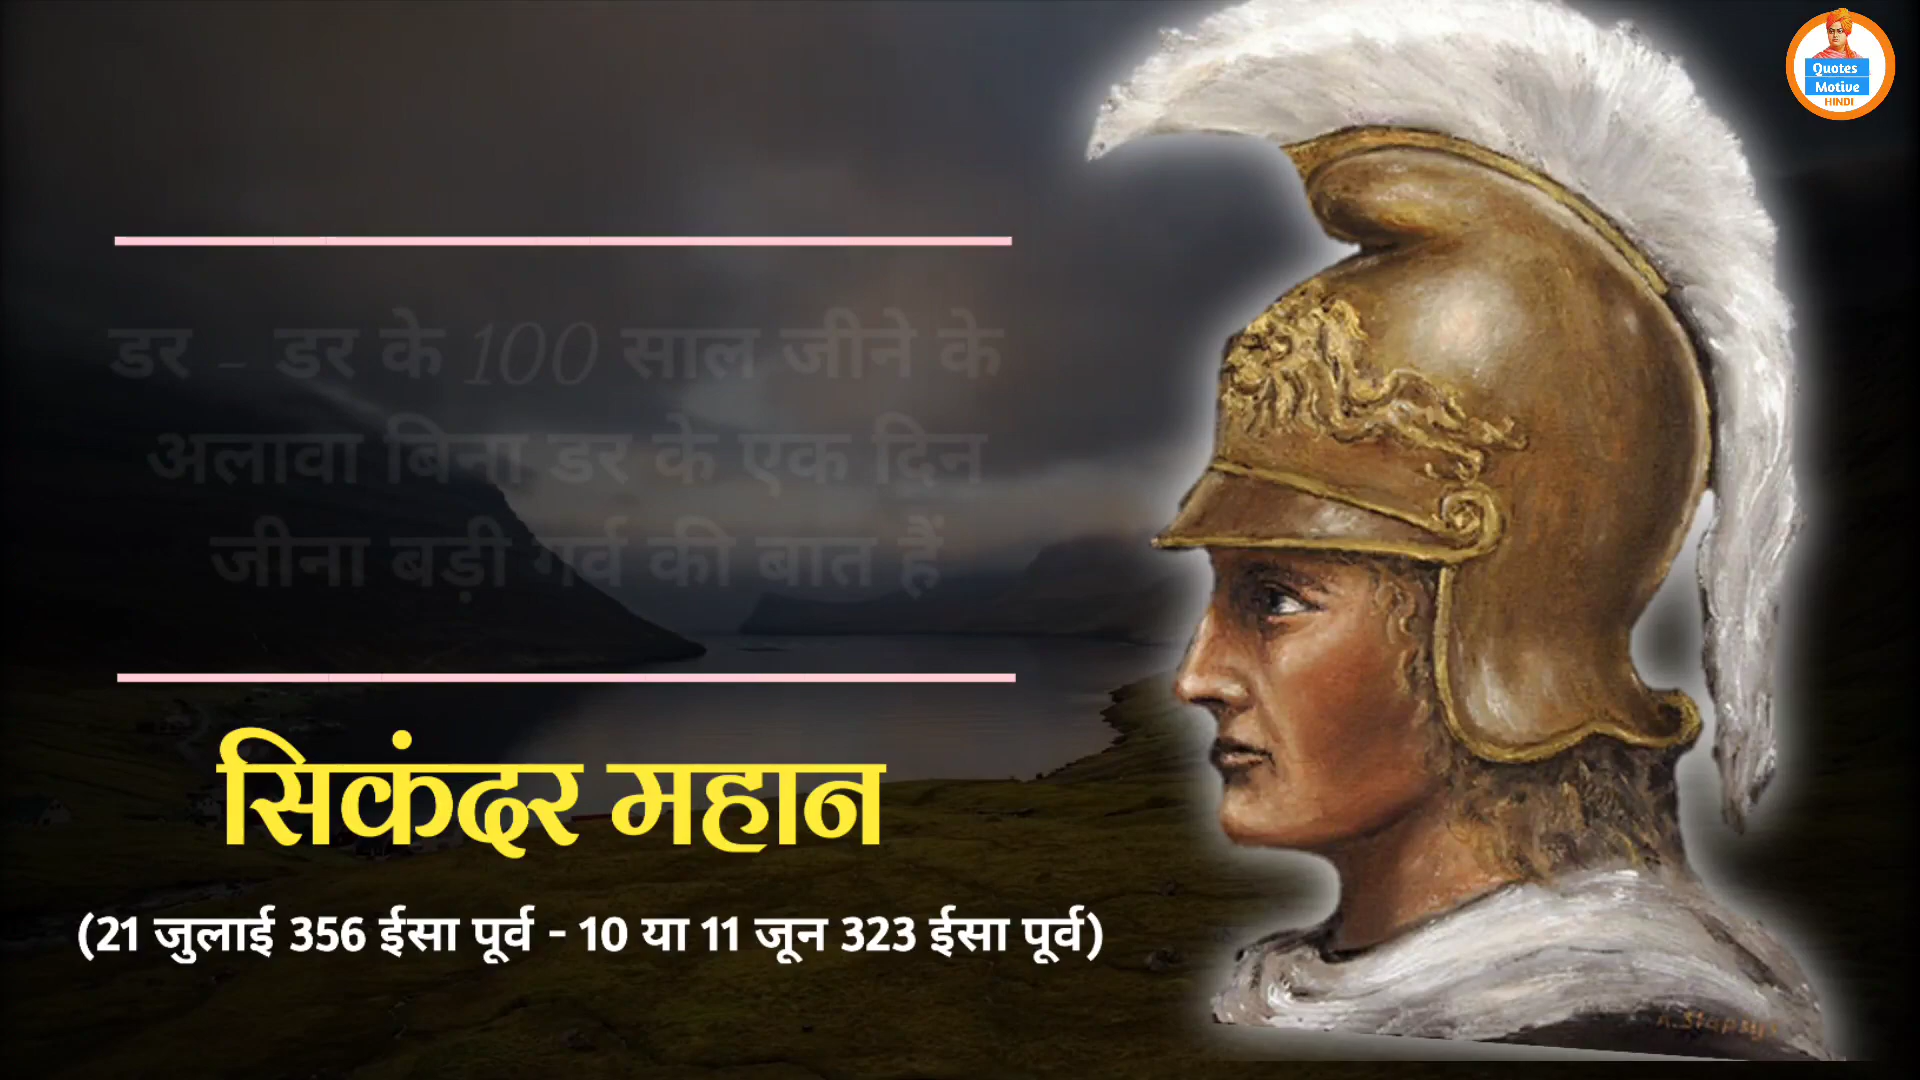 Quotes
Motive
HINDI
डर - डर के 100 साल जीने के
अलावा बिना डर के एक दिन
जीना बड़ी गर्व की बात हैं
सिकंदर महान
(21 जुलाई 356 ईसा पूर्व - 10 या 11 जून 323 ईसा पूर्व)